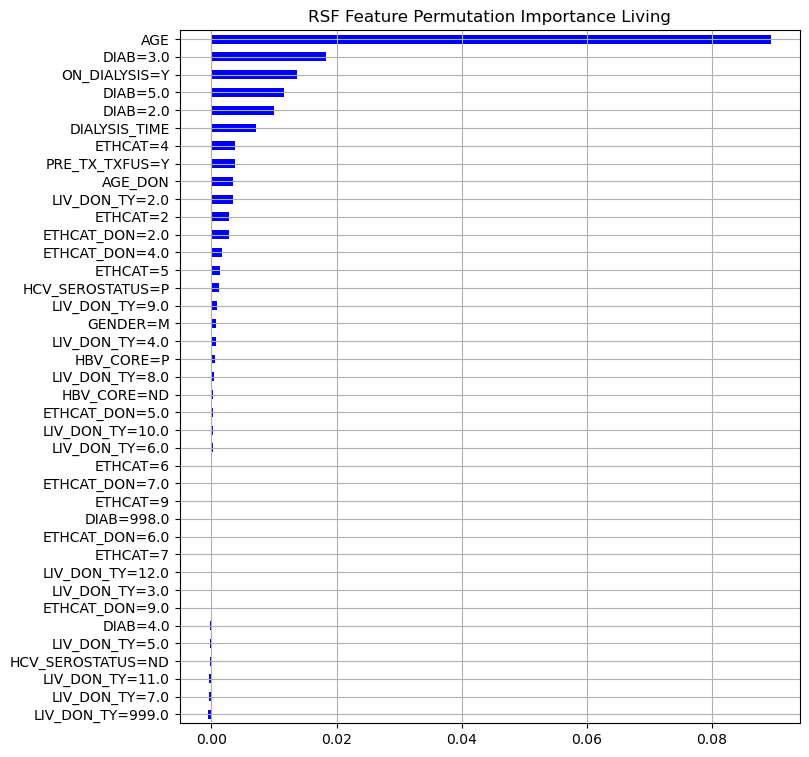 RSF Feature Permutation Importance Living
AGE
DIAB=3.0
ON_DIALYSIS=Y
DIAB=5.0
DIAB=2.0
DIALYSIS_TIME
ETHCAT=4
PRE_TX_TXFUS=Y
AGE_DON
LIV_DON_TY=2.0
ETHCAT=2
ETHCAT_DON=2.0
ETHCAT_DON=4.0
ETHCAT=5
HCV_SEROSTATUS=P
LIV_DON_TY=9.0
GENDER=M
LIV_DON_TY=4.0
HBV_CORE=P
LIV_DON_TY=8.0
HBV_CORE=ND
ETHCAT_DON=5.0
LIV_DON_TY=10.0
LIV_DON_TY=6.0
ETHCAT=6
ETHCAT_DON=7.0
ETHCAT=9
DIAB=998.0
ETHCAT_DON=6.0
ETHCAT=7
LIV_DON_TY=12.0
LIV_DON_TY=3.0
ETHCAT_DON=9.0
DIAB=4.0
LIV_DON_TY=5.0
HCV_SEROSTATUS=ND
LIV_DON_TY=11.0
LIV_DON_TY=7.0
LIV_DON_TY=999.0
0.00 0.02 0.04 0.06 0.08